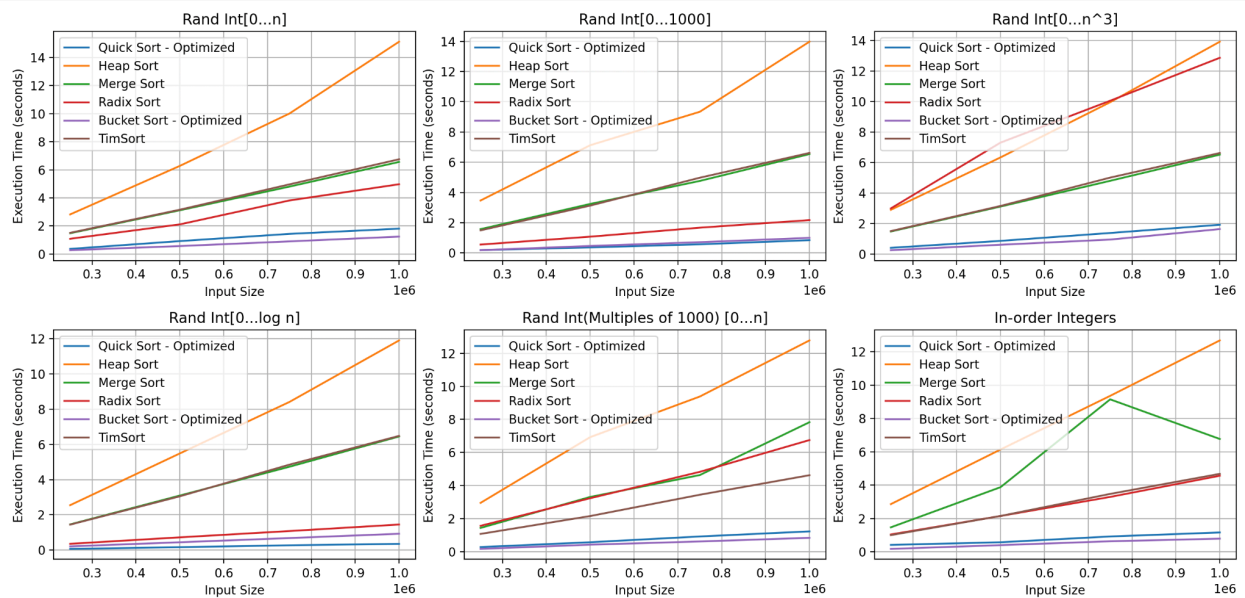 Rand Int[0...n]
Execution Time (seconds)
14
12
10
8
6
4
2
0
Quick Sort - Optimized
Heap Sort
Merge Sort
Radix Sort
Bucket Sort - Optimized
TimSort
0.3 0.4 0.5 0.6 0.7 0.8 0.9 1.0
1e6
Input Size
Rand Int[0...1000]
Execution Time (seconds)
14
12
10
8
6
4
2
0
Quick Sort - Optimized
Heap Sort
Merge Sort
Radix Sort
Bucket Sort - Optimized
TimSort
0.3 0.4 0.5 0.6 0.7 0.8 0.9 1.0
1e6
Input Size
Rand Int[0...n^3]
Execution Time (seconds)
14
12
10
8
6
4
2
0
Quick Sort - Optimized
Heap Sort
Merge Sort
Radix Sort
Bucket Sort - Optimized
TimSort
0.3 0.4 0.5 0.6 0.7 0.8 0.9 1.0
1e6
Input Size
Rand Int[0...log n]
Execution Time (seconds)
12
10
8
6
4
2
0
Quick Sort - Optimized
Heap Sort
Merge Sort
Radix Sort
Bucket Sort - Optimized
TimSort
0.3 0.4 0.5 0.6 0.7 0.8 0.9 1.0
1e6
Input Size
Rand Int(Multiples of 1000) [0...n]
Execution Time (seconds)
12
10
8
6
4
2
0
Quick Sort - Optimized
Heap Sort
Merge Sort
Radix Sort
Bucket Sort - Optimized
TimSort
0.3 0.4 0.5 0.6 0.7 0.8 0.9 1.0
1e6
Input Size
In-order Integers
Execution Time (seconds)
12
10
8
6
4
2
0
Quick Sort - Optimized
Heap Sort
Merge Sort
Radix Sort
Bucket Sort - Optimized
TimSort
0.3 0.4 0.5 0.6 0.7 0.8 0.9 1.0
1e6
Input Size